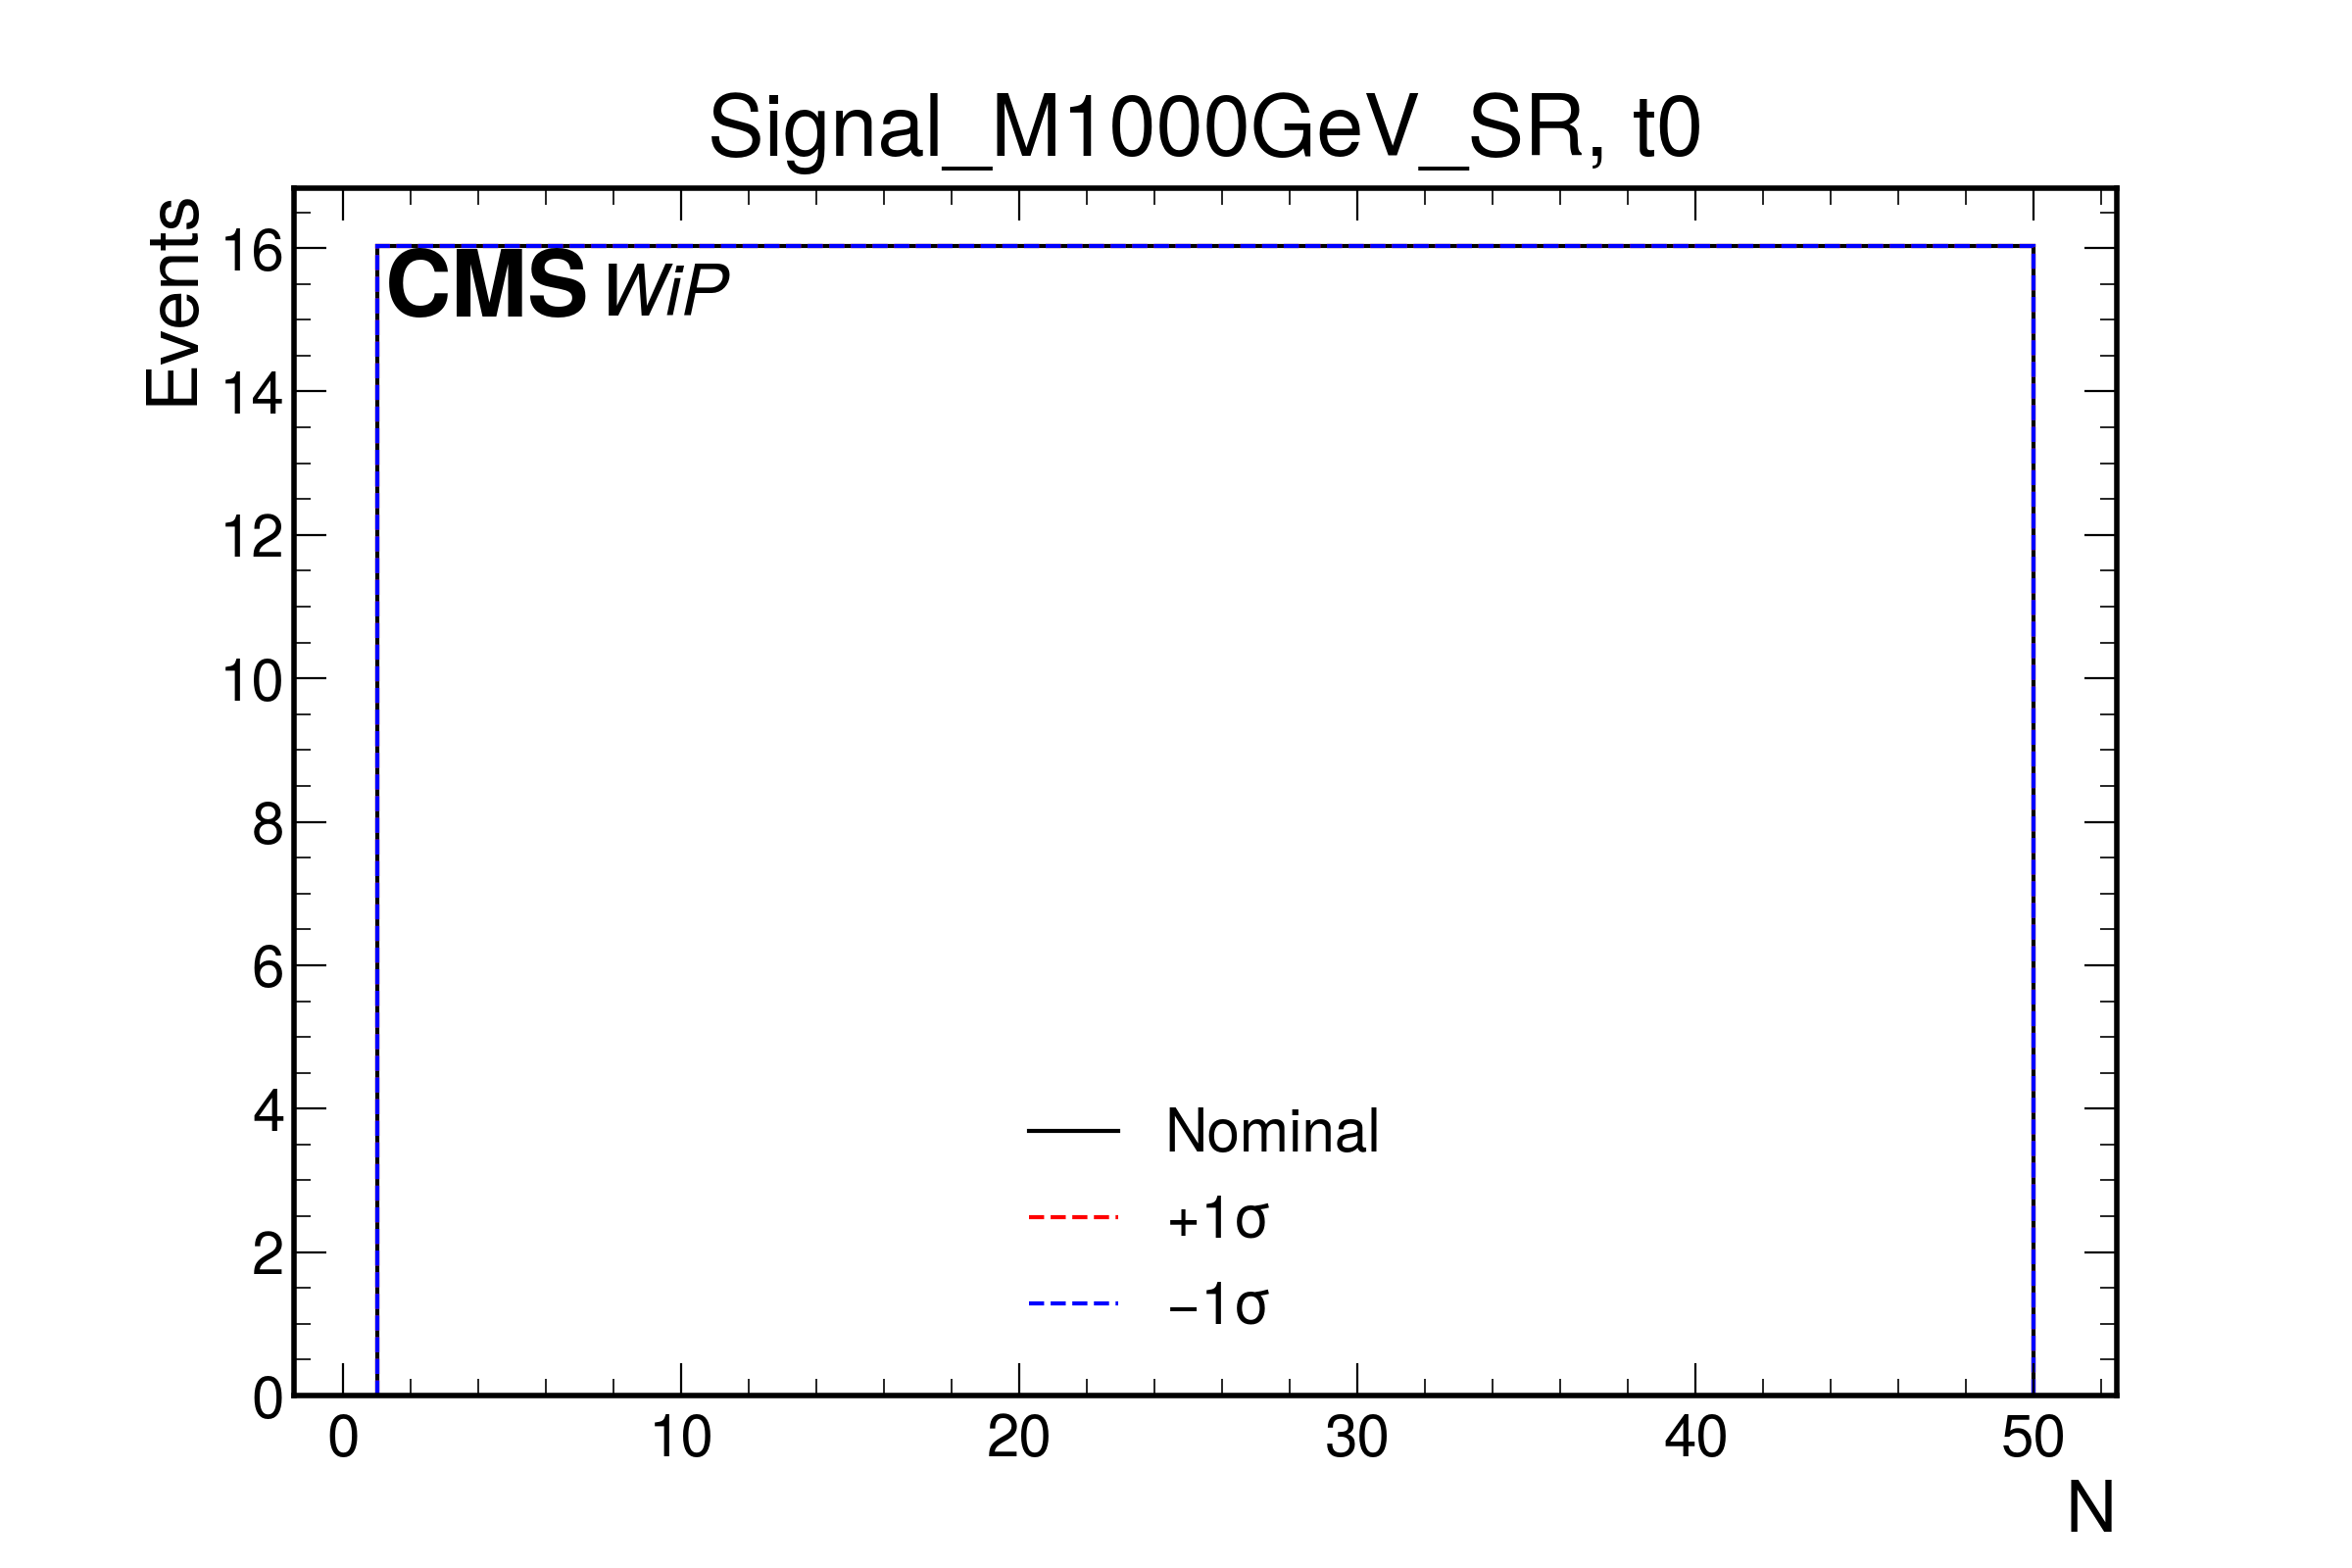 Signal_M1000GeV_SR, t0
Events
CMS WiP
16
14
12
10
8
6
4
2
0
Nominal
+1σ
−1σ
0 10 20 30 40 50
N